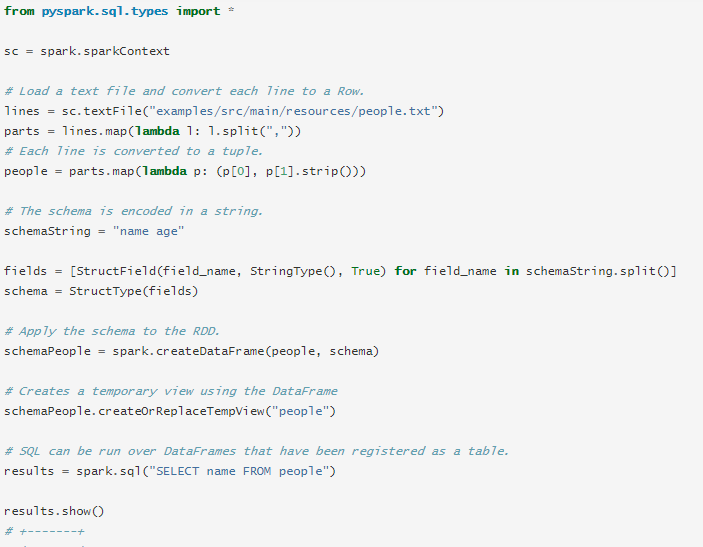 from pyspark.sql.types import *
sc = spark.sparkContext
# Load a text file and convert each line to a Row.
lines = sc.textFile("examples/src/main/resources/people.txt")
parts = lines.map(lambda l: l.split(","))
# Each line is converted to a tuple.
people = parts.map(lambda p: (p[0], p[1].strip()))
# The schema is encoded in a string.
schemaString = "name age"
fields = [StructField(field_name, StringType(), True) for field_name in schemaString.split()]
schema = StructType(fields)
# Apply the schema to the RDD.
schemaPeople = spark.createDataFrame(people, schema)
# Creates a temporary view using the DataFrame
schemaPeople.createOrReplaceTempView("people")
# SQL can be run over DataFrames that have been registered as a table.
results = spark.sql("SELECT name FROM people")
results.show()
# +-------+